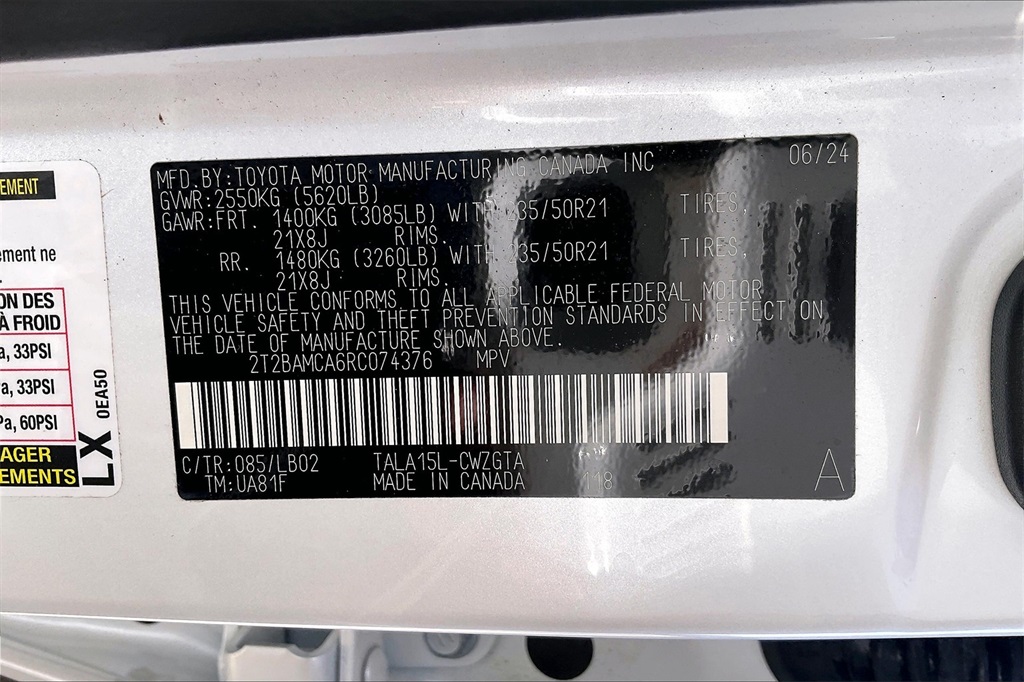 EMENT
ement ne
ON DES
À FROID
a, 33PSI
a, 33PSI
Pa, 60PSI
AGER
EMENTS
LX 0EA50
MFD.BY:TOYOTA MOTOR MANUFACTURING CANADA INC 06/24
GVWR:2550KG (5620LB)
GAWR:FRT. 1400KG (3085LB) WITH 35/50R21 TIRES,
21X8J RIMS.
RR. 1480KG (3260LB) WITH 35/50R21 TIRES,
21X8J RIMS.
THIS VEHICLE CONFORMS TO ALL APPLICABLE FEDERAL MOTOR
VEHICLE SAFETY AND THEFT PREVENTION STANDARDS IN EFFECT ON
THE DATE OF MANUFACTURE SHOWN ABOVE.
2T2BAMCA6RC074376 MPV
C/TR:085/LB02 TALA15L-CWZGTA
TM:UA81F MADE IN CANADA 118 A